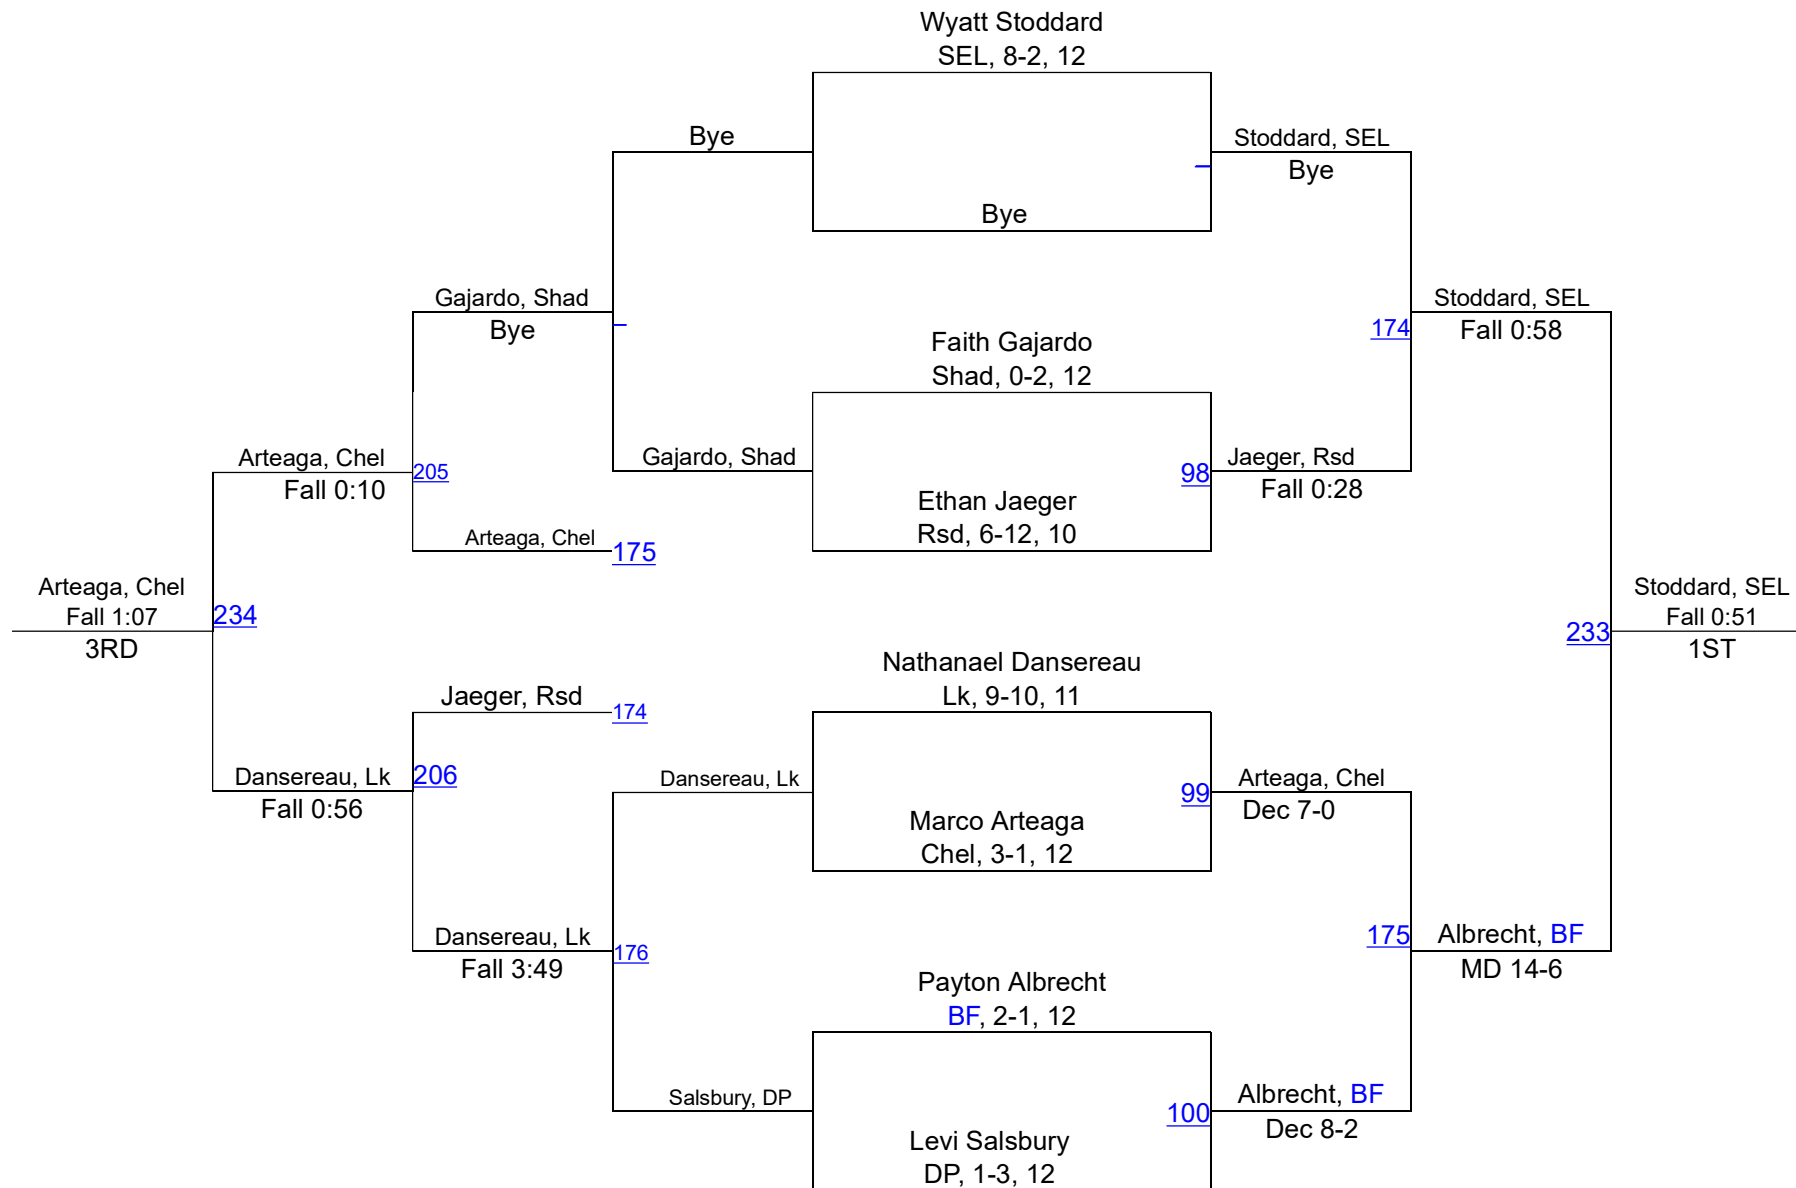 Wyatt Stoddard
SEL, 8-2, 12
Bye
Stoddard, SEL
Bye
Bye
Gajardo, Shad
Bye
Stoddard, SEL
174
Fall 0:58
Faith Gajardo
Shad, 0-2, 12
Arteaga, Chel
205
Fall 0:10
Gajardo, Shad
98
Jaeger, Rsd
Fall 0:28
Ethan Jaeger
Rsd, 6-12, 10
Arteaga, Chel
175
Arteaga, Chel
Fall 1:07
234
3RD
Stoddard, SEL
Fall 0:51
233
1ST
Nathanael Dansereau
Lk, 9-10, 11
Jaeger, Rsd
174
Dansereau, Lk
206
Fall 0:56
Dansereau, Lk
99
Arteaga, Chel
Dec 7-0
Marco Arteaga
Chel, 3-1, 12
Dansereau, Lk
176
Fall 3:49
175
Albrecht, BF
MD 14-6
Payton Albrecht
BF, 2-1, 12
Salsbury, DP
100
Albrecht, BF
Dec 8-2
Levi Salsbury
DP, 1-3, 12